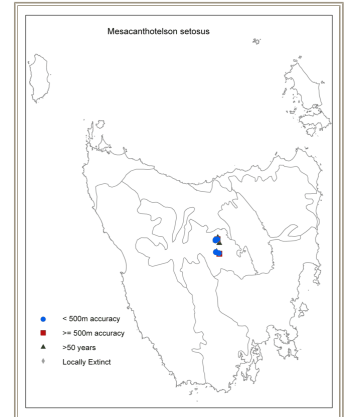 Mesacanthotelson setosus
< 500m accuracy
>= 500m accuracy
>50 years
Locally Extinct